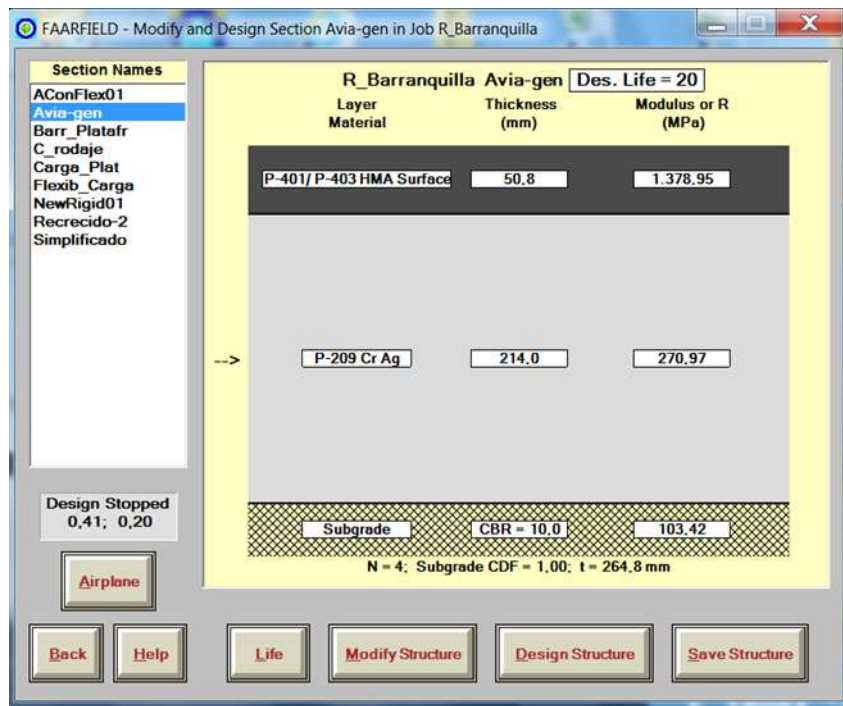 FAARFIELD - Modify and Design Section Avia-gen in Job R_Barranquilla
X
Section Names
AConFlex01
Avia-gen
Barr_Platafr
C_rodaje
Carga_Plat
Flexib_Carga
NewRigid01
Recrecido-2
Simplificado
R_Barranquilla Avia-gen Des. Life = 20
Layer Material Thickness (mm) Modulus or R (MPa)
P-401/ P-403 HMA Surface 50,8 1.378,95
--> P-209 Cr Ag 214,0 270,97
Subgrade CBR = 10,0 103,42
N = 4; Subgrade CDF = 1,00; t = 264,8 mm
Design Stopped
0,41; 0,20
Airplane
Back Help Life Modify Structure Design Structure Save Structure